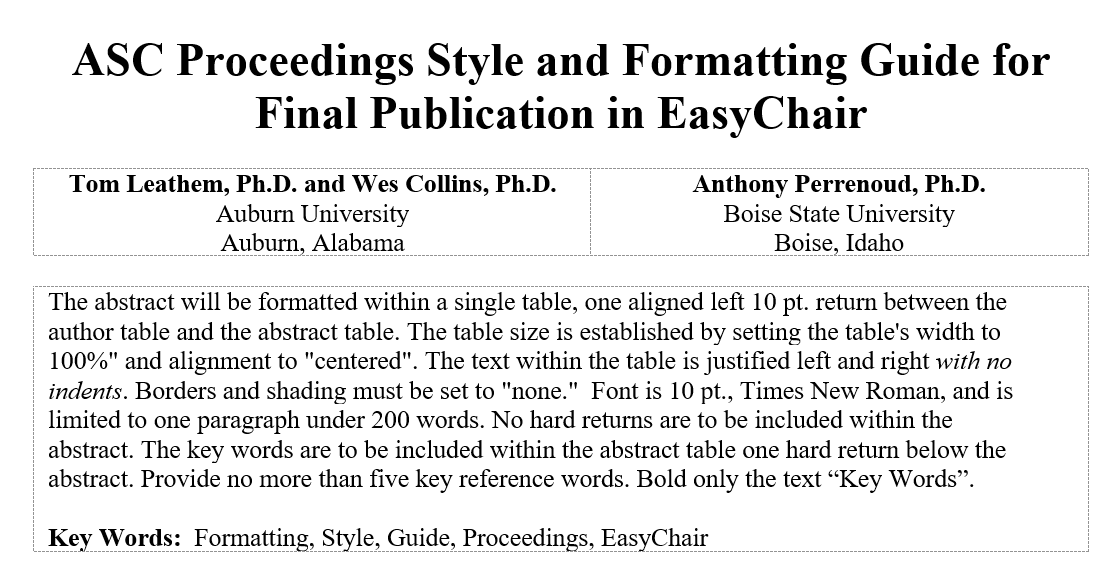 ASC Proceedings Style and Formatting Guide for
Final Publication in EasyChair
Tom Leathem, Ph.D. and Wes Collins, Ph.D.
Auburn University
Auburn, Alabama
Anthony Perrenoud, Ph.D.
Boise State University
Boise, Idaho
The abstract will be formatted within a single table, one aligned left 10 pt. return between the
author table and the abstract table. The table size is established by setting the table's width to
100%" and alignment to "centered". The text within the table is justified left and right with no
indents. Borders and shading must be set to "none."  Font is 10 pt., Times New Roman, and is
limited to one paragraph under 200 words. No hard returns are to be included within the
abstract. The key words are to be included within the abstract table one hard return below the
abstract. Provide no more than five key reference words. Bold only the text “Key Words”.
Key Words:  Formatting, Style, Guide, Proceedings, EasyChair